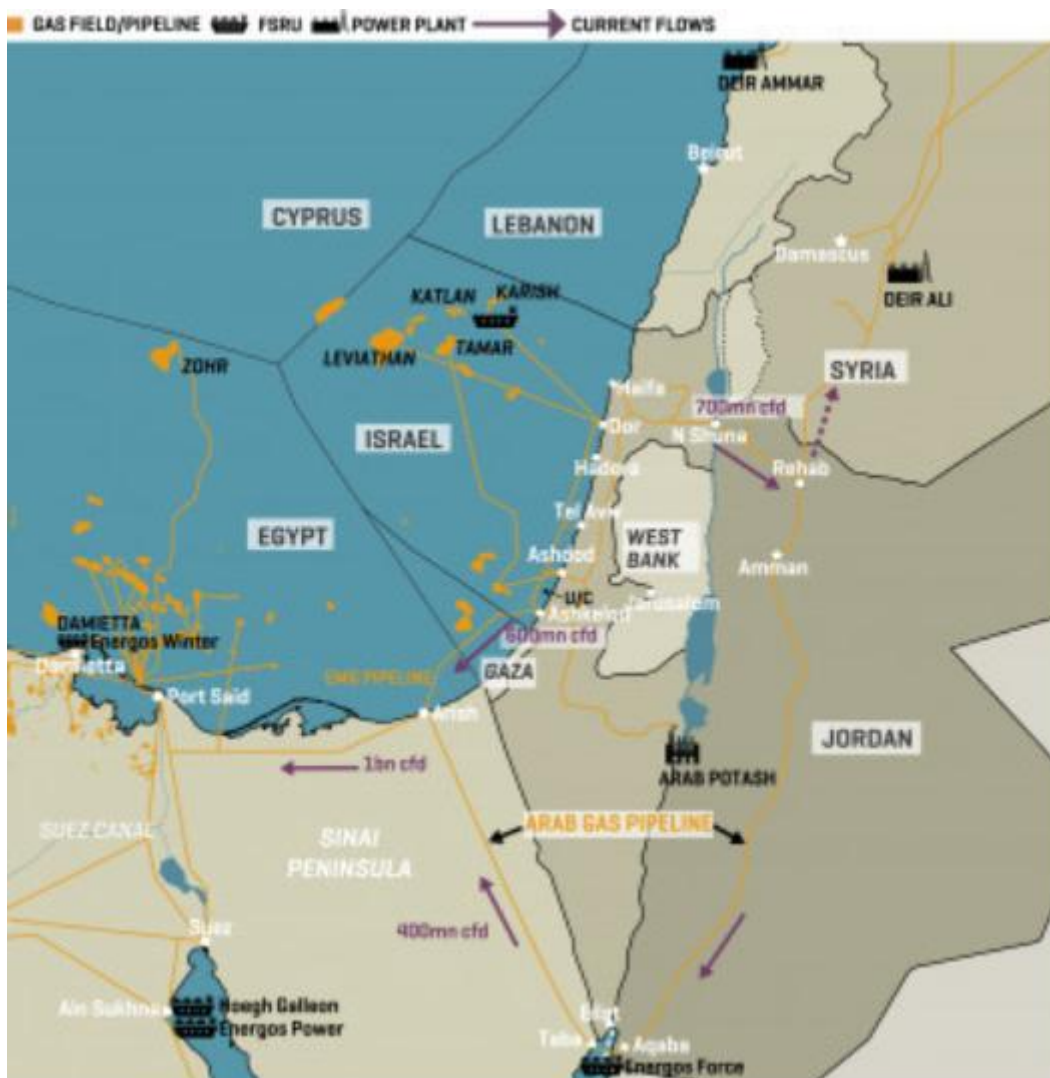 GAS FIELD/PIPELINE FSRU POWER PLANT CURRENT FLOWS
DEIR AMMAR
Beirut
CYPRUS
LEBANON
Damascus
DEIR ALI
KATLAN
KARISH
LEVIATHAN
TAMAR
ZOHR
SYRIA
Haifa
700mn cfd
Dor
N Shuna
ISRAEL
Hadera
Rehab
Tel Aviv
EGYPT
WEST
BANK
Ashdod
Amman
U/C
Jerusalem
Ashkelon
DAMIETTA
Energos Winter
Damietta
600mn cfd
GAZA
EMG PIPELINE
Port Said
Arish
JORDAN
1bn cfd
ARAB POTASH
SUEZ CANAL
SINAI
PENINSULA
ARAB GAS PIPELINE
400mn cfd
Suez
Ain Sukhna
Hoegh Galleon
Energos Power
Eilat
Taba
Aqaba
Energos Force